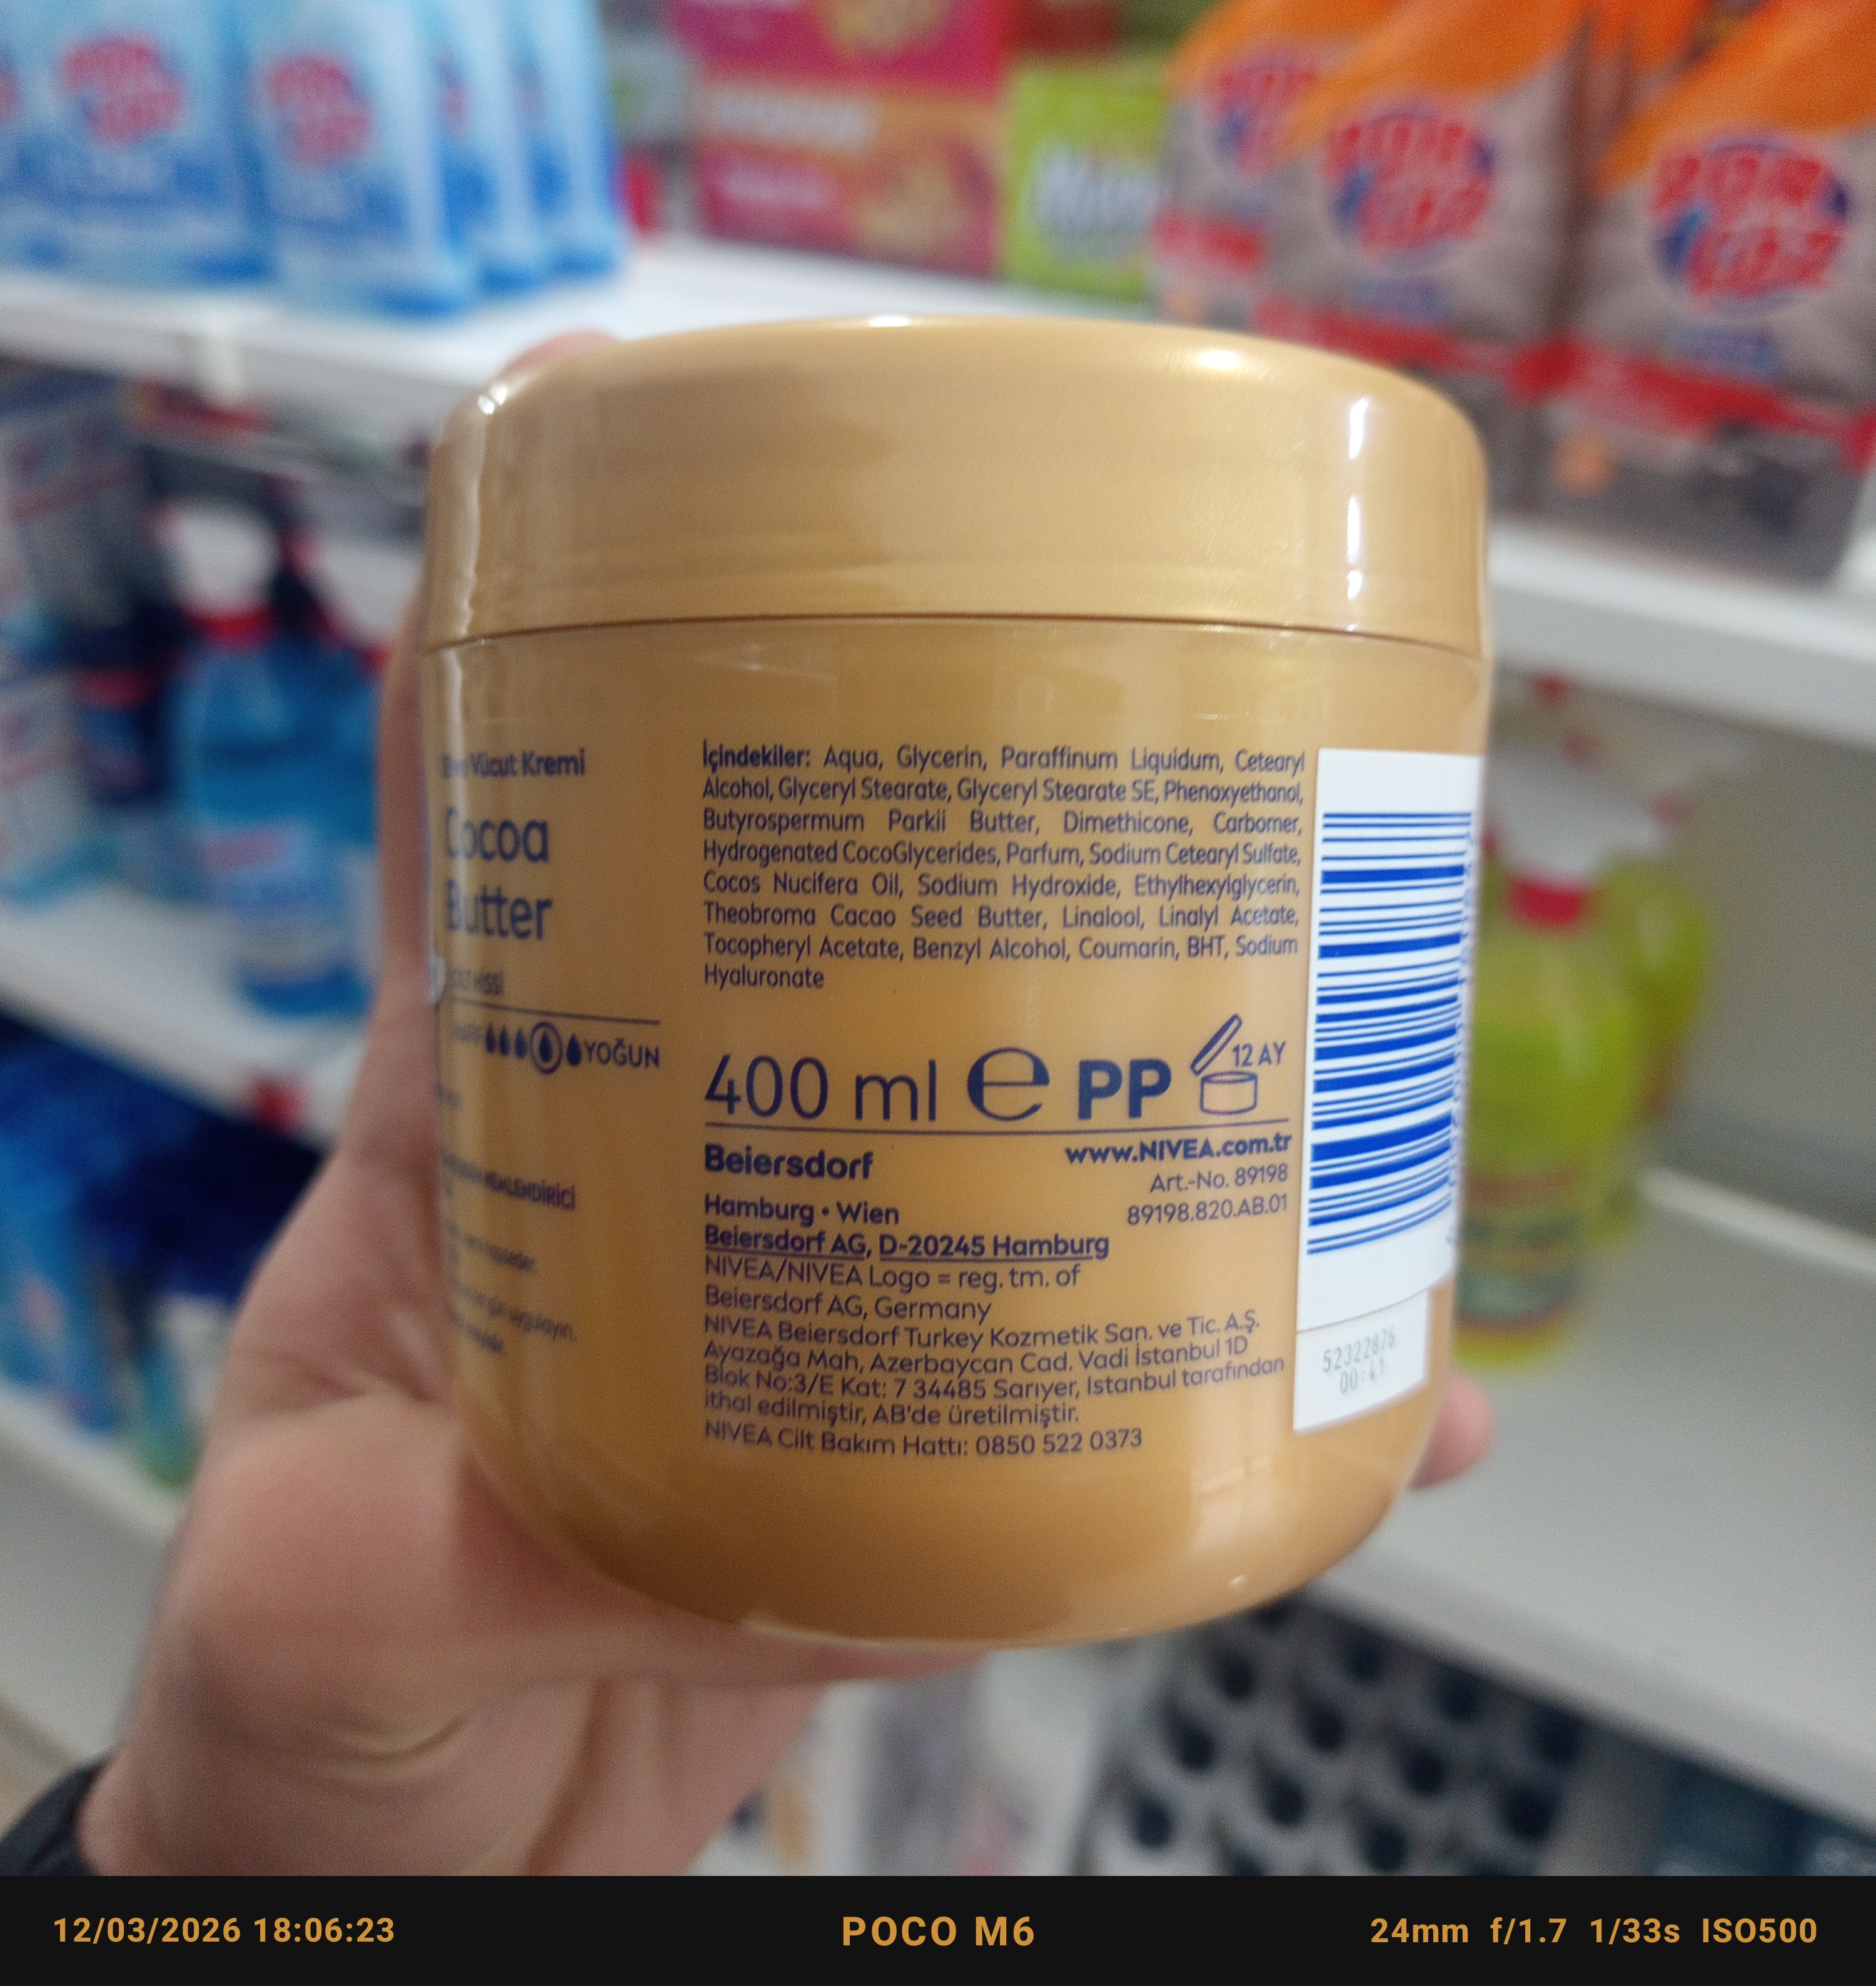 Vücut Kremi
Cocoa
Butter
YOĞUN
İçindekiler: Aqua, Glycerin, Paraffinum Liquidum, Cetearyl
Alcohol, Glyceryl Stearate, Glyceryl Stearate SE, Phenoxyethanol,
Butyrospermum Parkii Butter, Dimethicone, Carbomer,
Hydrogenated CocoGlycerides, Parfum, Sodium Cetearyl Sulfate,
Cocos Nucifera Oil, Sodium Hydroxide, Ethylhexylglycerin,
Theobroma Cacao Seed Butter, Linalool, Linalyl Acetate,
Tocopheryl Acetate, Benzyl Alcohol, Coumarin, BHT, Sodium
Hyaluronate
400 ml e PP 12 AY
Beiersdorf
www.NIVEA.com.tr
Art.-No. 89198
Hamburg • Wien
89198.820.AB.01
Beiersdorf AG, D-20245 Hamburg
NIVEA/NIVEA Logo = reg. tm. of
Beiersdorf AG, Germany
NIVEA Beiersdorf Turkey Kozmetik San. ve Tic. A.Ş.
Ayazağa Mah, Azerbaycan Cad. Vadi İstanbul 1D
Blok No:3/E Kat: 7 34485 Sarıyer, İstanbul tarafından
ithal edilmiştir, AB'de üretilmiştir.
NIVEA Cilt Bakım Hattı: 0850 522 0373
52322876
12/03/2026 18:06:23
POCO M6
24mm f/1.7 1/33s ISO500